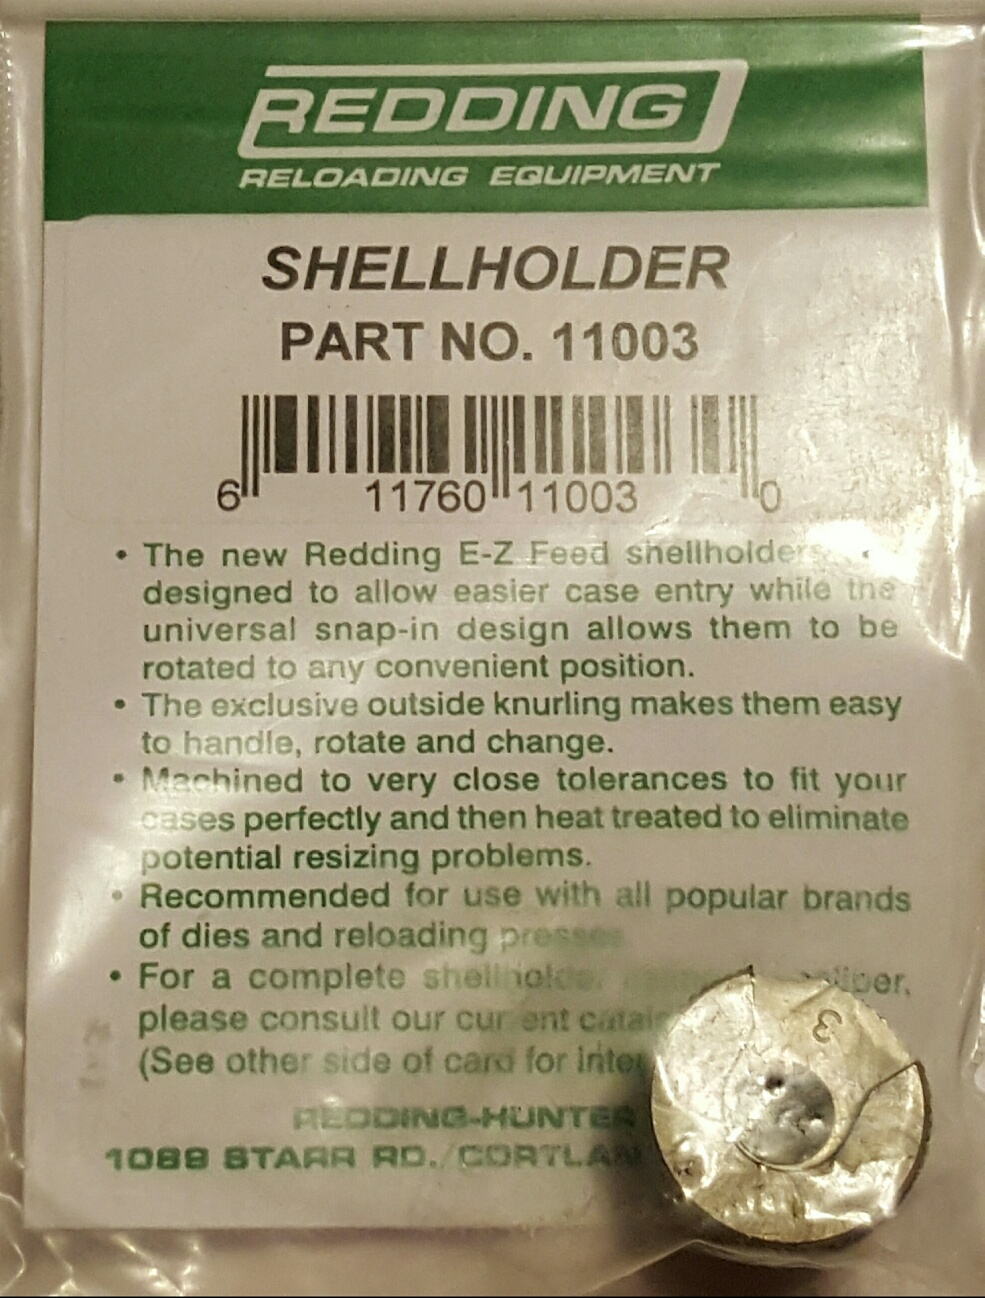 REDDING
RELOADING EQUIPMENT
SHELLHOLDER
PART NO. 11003
6 11760 11003 0
• The new Redding E-Z Feed shellholders
designed to allow easier case entry while the
universal snap-in design allows them to be
rotated to any convenient position.
• The exclusive outside knurling makes them easy
to handle, rotate and change.
• Machined to very close tolerances to fit your
cases perfectly and then heat treated to eliminate
potential resizing problems.
• Recommended for use with all popular brands
of dies and reloading presses
• For a complete shellholder
please consult our current
(See other side of card for
REDDING-HUNTER
1089 STARR RD./CORTLAN
3